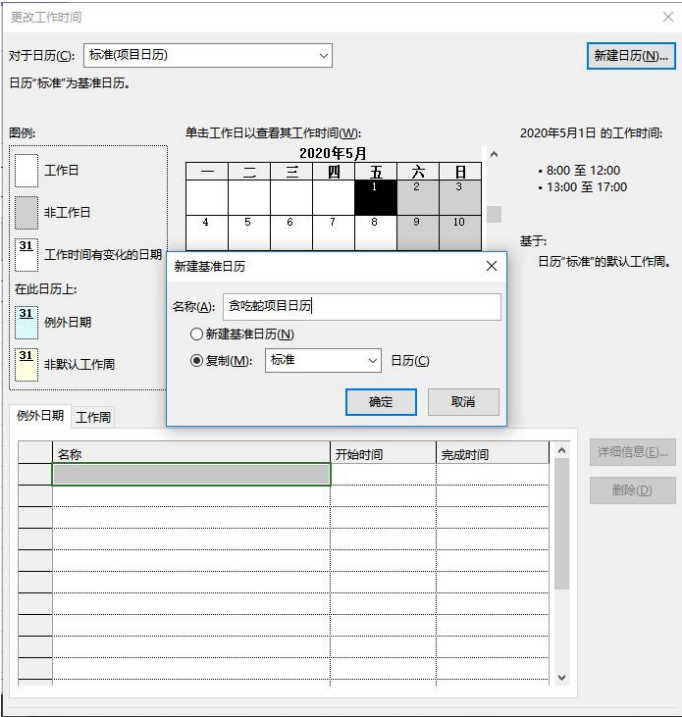 更改工作时间
对于日历(C): 标准(项目日历) 新建日历(N)...
日历"标准"为基准日历。
图例: 单击工作日以查看其工作时间(W): 2020年5月1日 的工作时间:
2020年5月
工作日 一 二 三 四 五 六 日 • 8:00 至 12:00
1 2 3 • 13:00 至 17:00
非工作日 4 5 6 7 8 9 10
31 工作时间有变化的日期 基于:
日历"标准"的默认工作周。
新建基准日历
在此日历上:
名称(A): 贪吃蛇项目日历
31 例外日期
新建基准日历(N)
31 非默认工作周
复制(M): 标准 日历(C)
确定 取消
例外日期 工作周
名称 开始时间 完成时间 详细信息(E)...
删除(D)